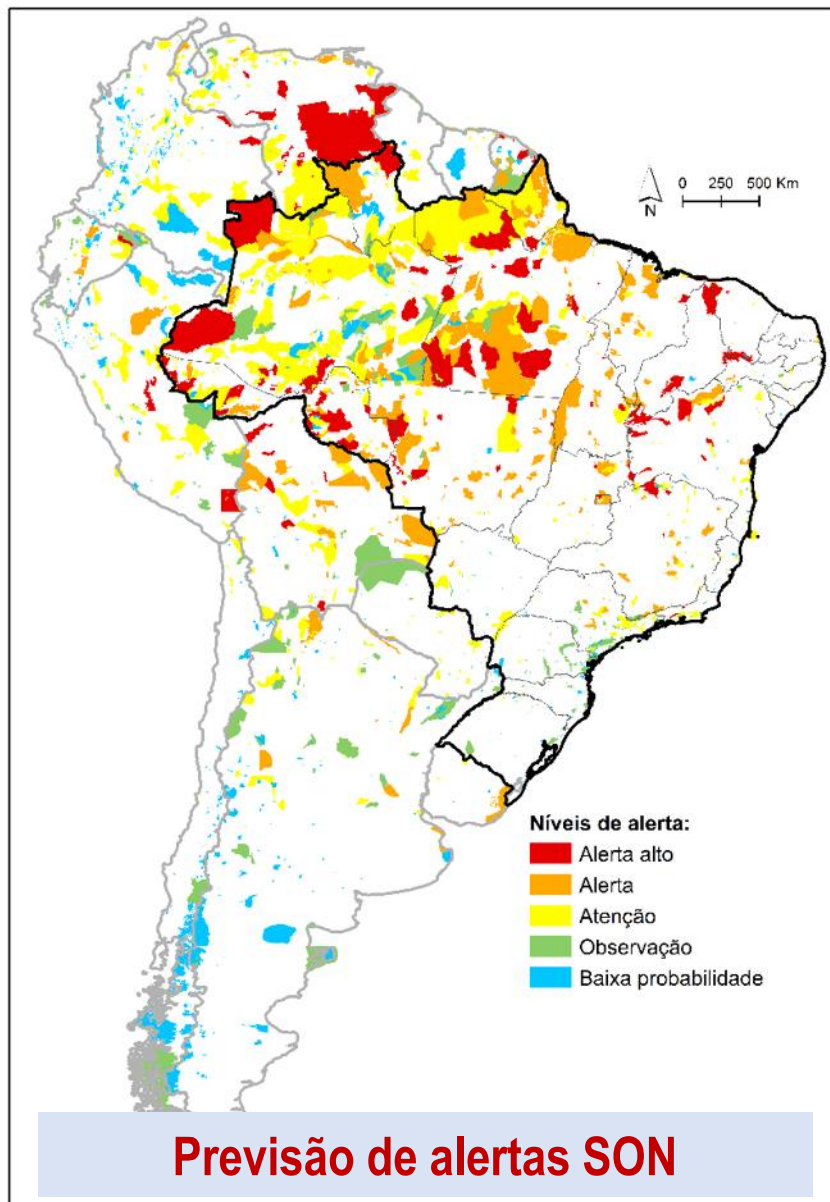 N
0 250 500 Km
Níveis de alerta:
Alerta alto
Alerta
Atenção
Observação
Baixa probabilidade
Previsão de alertas SON